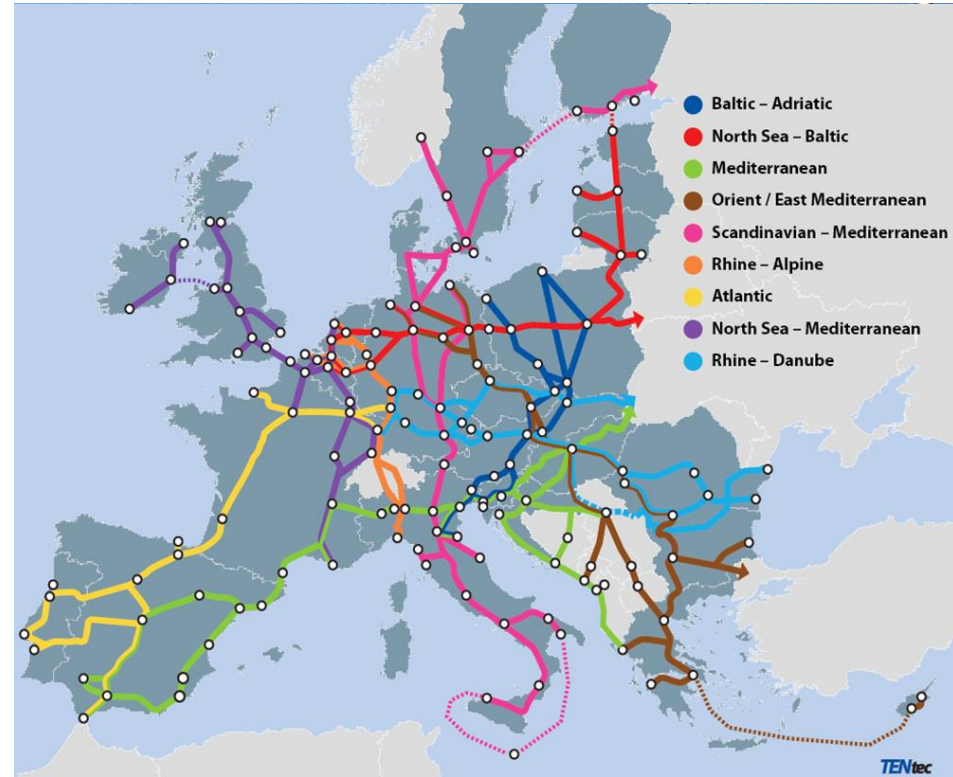 Baltic – Adriatic
North Sea – Baltic
Mediterranean
Orient / East Mediterranean
Scandinavian – Mediterranean
Rhine – Alpine
Atlantic
North Sea – Mediterranean
Rhine – Danube
TENtec